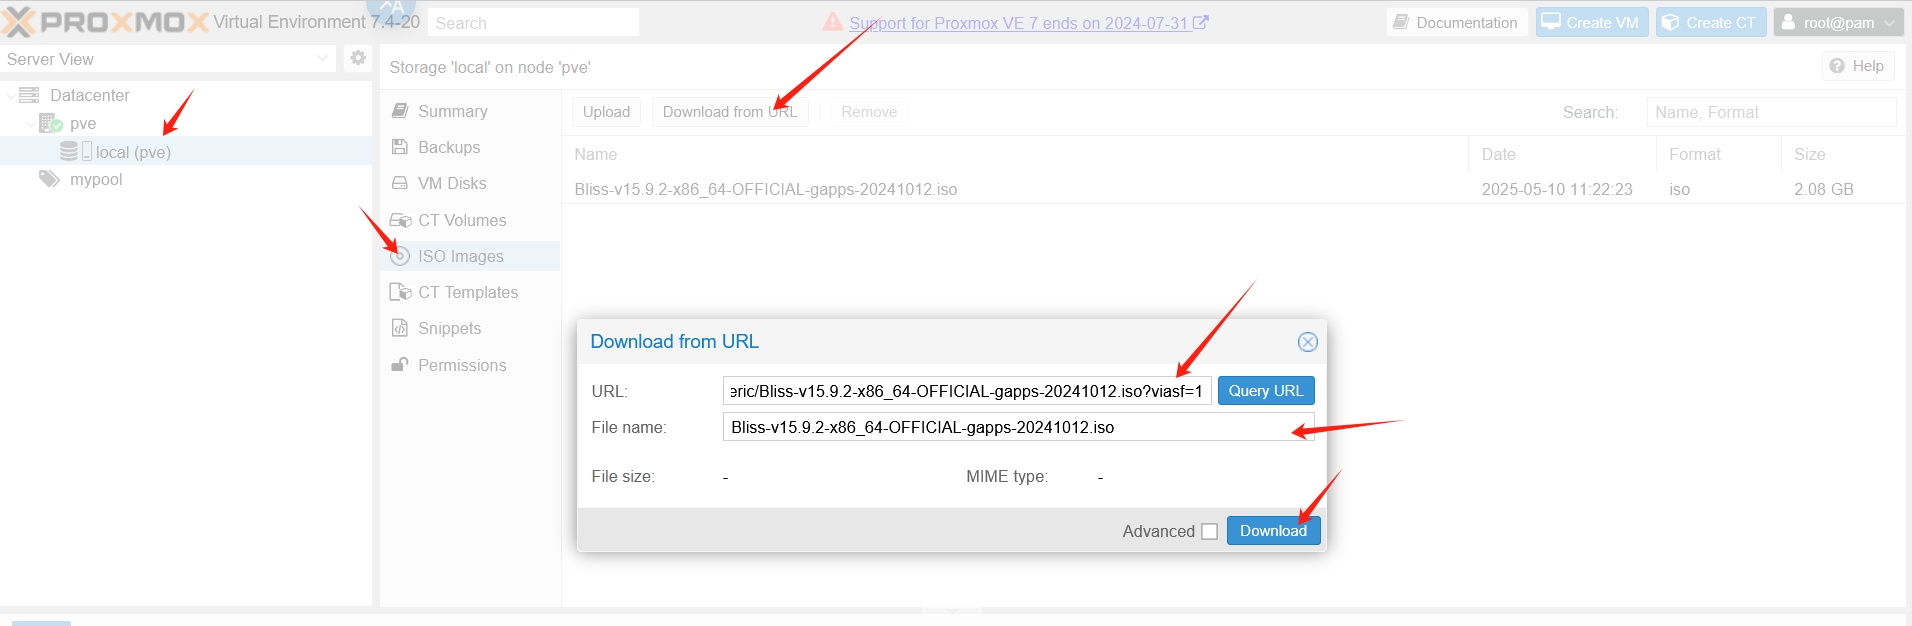 PROXMOX Virtual Environment 7.4-20
Search
Support for Proxmox VE 7 ends on 2024-07-31
Documentation
Create VM
Create CT
root@pam
Server View
Storage 'local' on node 'pve'
Help
Datacenter
pve
local (pve)
mypool
Summary
Backups
VM Disks
CT Volumes
ISO Images
CT Templates
Snippets
Permissions
Upload
Download from URL
Remove
Search:
Name, Format
Name
Date
Format
Size
Bliss-v15.9.2-x86_64-OFFICIAL-gapps-20241012.iso
2025-05-10 11:22:23
iso
2.08 GB
Download from URL
URL:
eric/Bliss-v15.9.2-x86_64-OFFICIAL-gapps-20241012.iso?viasf=1
Query URL
File name:
Bliss-v15.9.2-x86_64-OFFICIAL-gapps-20241012.iso
File size:
-
MIME type:
-
Advanced
Download